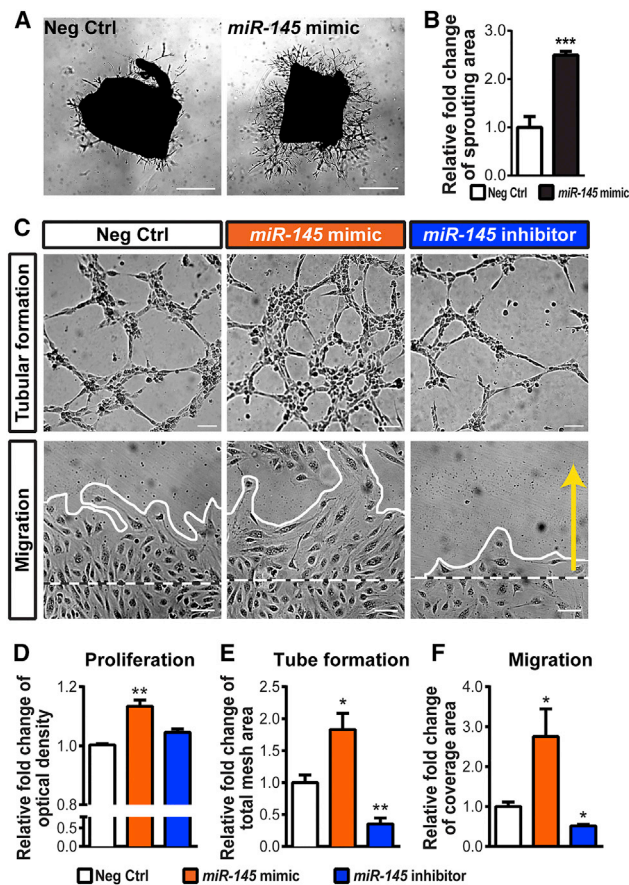 A
Neg Ctrl
miR-145 mimic
B
Relative fold change
of sprouting area
3.0
2.0
1.0
0.0
***
Neg Ctrl
miR-145 mimic
C
Neg Ctrl
miR-145 mimic
miR-145 inhibitor
Tubular formation
Migration
D
Proliferation
Relative fold change of
optical density
1.2
1.0
0.8
0.5
0.0
**
E
Tube formation
Relative fold change of
total mesh area
2.5
2.0
1.5
1.0
0.5
0.0
*
**
F
Migration
Relative fold change
of coverage area
4.0
3.0
2.0
1.0
0.0
*
*
Neg Ctrl
miR-145 mimic
miR-145 inhibitor